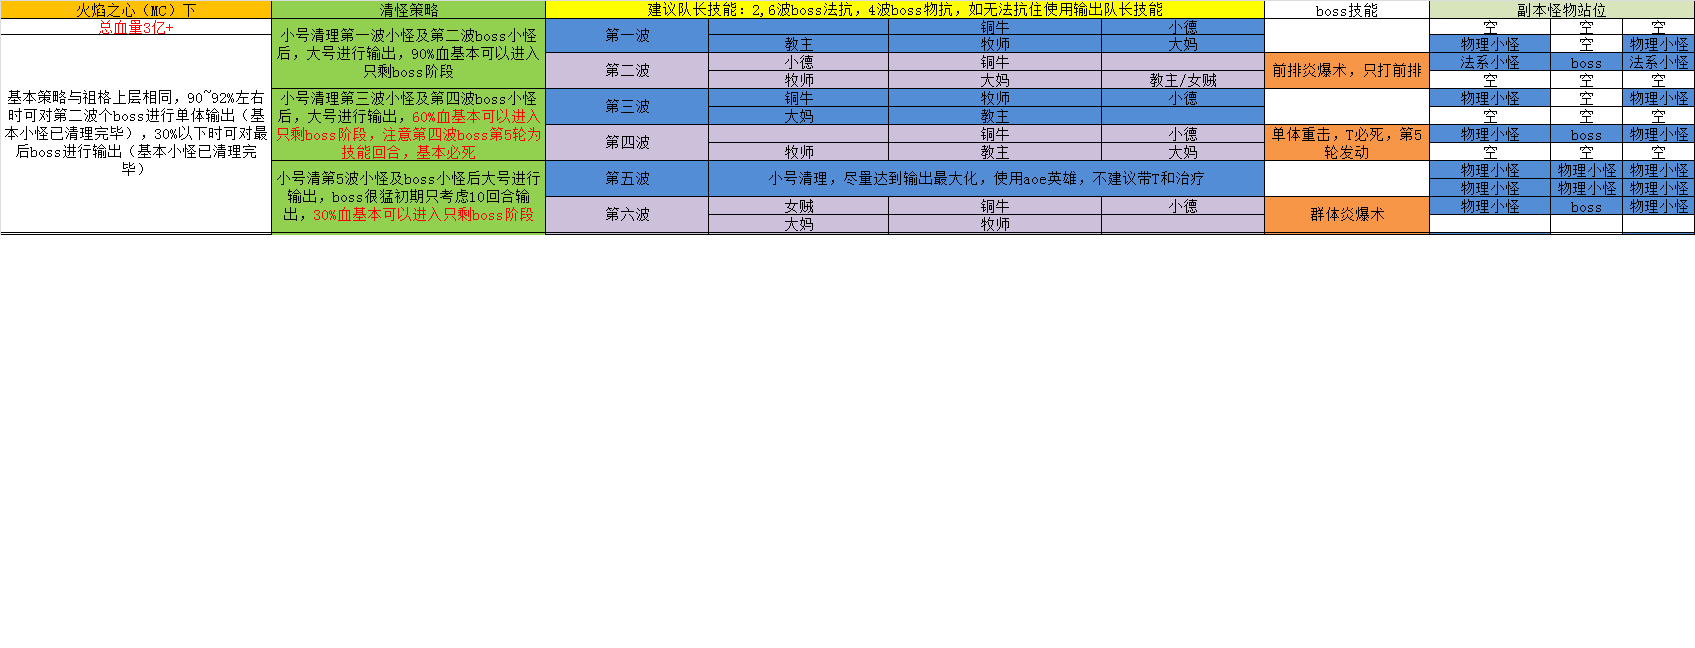 火焰之心（MC）下
清怪策略
建议队长技能：2,6波boss法抗，4波boss物抗，如无法抗住使用输出队长技能
boss技能
副本怪物站位
总血量3亿+
基本策略与祖格上层相同，90~92%左右
时可对第二波个boss进行单体输出（基
本小怪已清理完毕），30%以下时可对最
后boss进行输出（基本小怪已清理完
毕）
小号清理第一波小怪及第二波boss小怪
后，大号进行输出，90%血基本可以进入
只剩boss阶段
第一波
铜牛
小德
空
空
空
教主
牧师
大妈
物理小怪
空
物理小怪
第二波
小德
铜牛
前排炎爆术，只打前排
法系小怪
boss
法系小怪
牧师
大妈
教主/女贼
空
空
空
小号清理第三波小怪及第四波boss小怪
后，大号进行输出，60%血基本可以进入
只剩boss阶段，注意第四波boss第5轮为
技能回合，基本必死
第三波
铜牛
牧师
小德
物理小怪
空
物理小怪
大妈
教主
空
空
空
第四波
铜牛
小德
单体重击，T必死，第5
轮发动
物理小怪
boss
物理小怪
牧师
教主
大妈
空
空
空
小号清第5波小怪及boss小怪后大号进行
输出，boss很猛初期只考虑10回合输
出，30%血基本可以进入只剩boss阶段
第五波
小号清理，尽量达到输出最大化，使用aoe英雄，不建议带T和治疗
物理小怪
物理小怪
物理小怪
物理小怪
物理小怪
物理小怪
第六波
女贼
铜牛
小德
群体炎爆术
物理小怪
boss
物理小怪
大妈
牧师